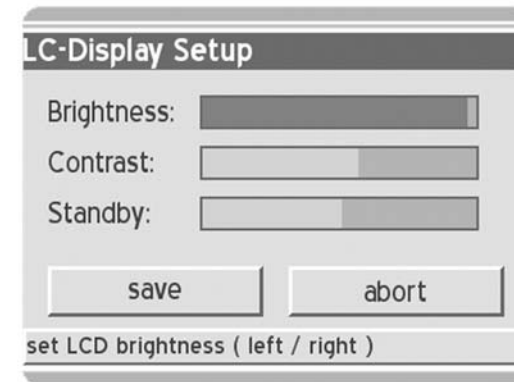 LC-Display Setup
Brightness:
Contrast:
Standby:
save abort
set LCD brightness ( left / right )